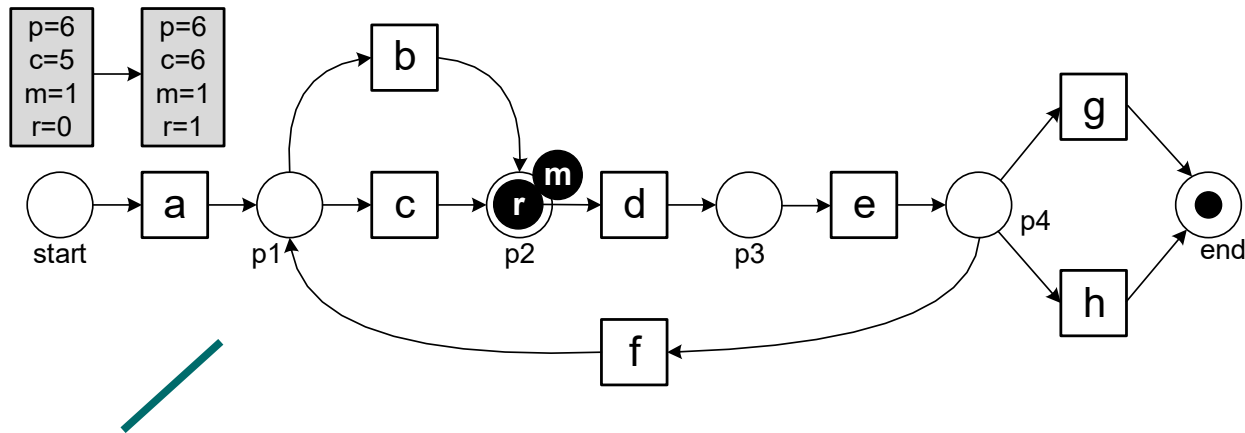 p=6
c=5
m=1
r=0
p=6
c=6
m=1
r=1
b
g
m
a
c
r
d
e
start
p1
p2
p3
p4
end
h
f